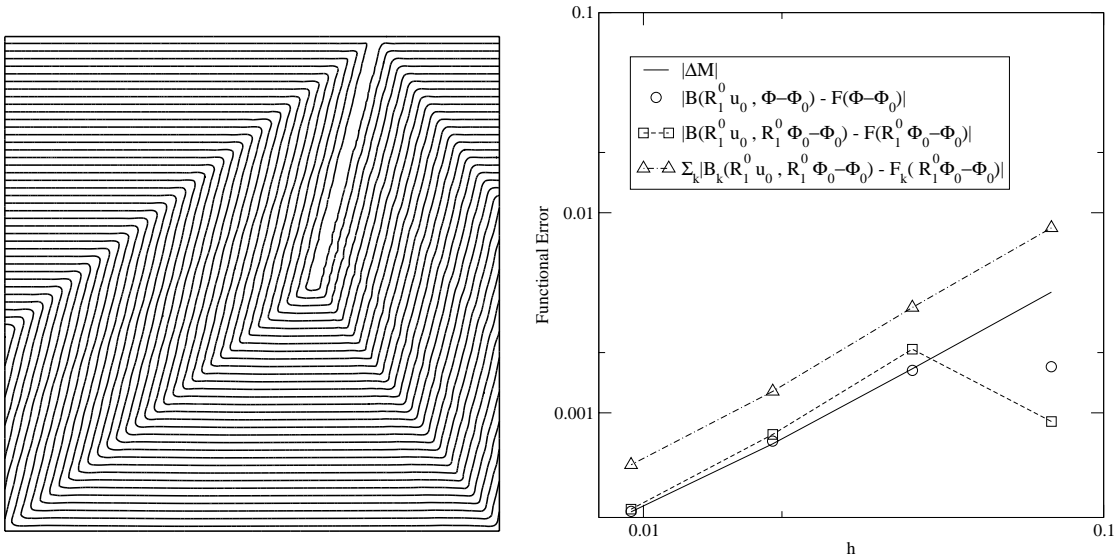 0.1
|ΔM|
|B(R₁⁰ u₀ , Φ−Φ₀) - F(Φ−Φ₀)|
|B(R₁⁰ u₀ , R₁⁰ Φ₀−Φ₀) - F(R₁⁰ Φ₀−Φ₀)|
Σₖ|Bₖ(R₁⁰ u₀ , R₁⁰ Φ₀−Φ₀) - Fₖ( R₁⁰Φ₀−Φ₀)|
0.01
Functional Error
0.001
0.01
0.1
h